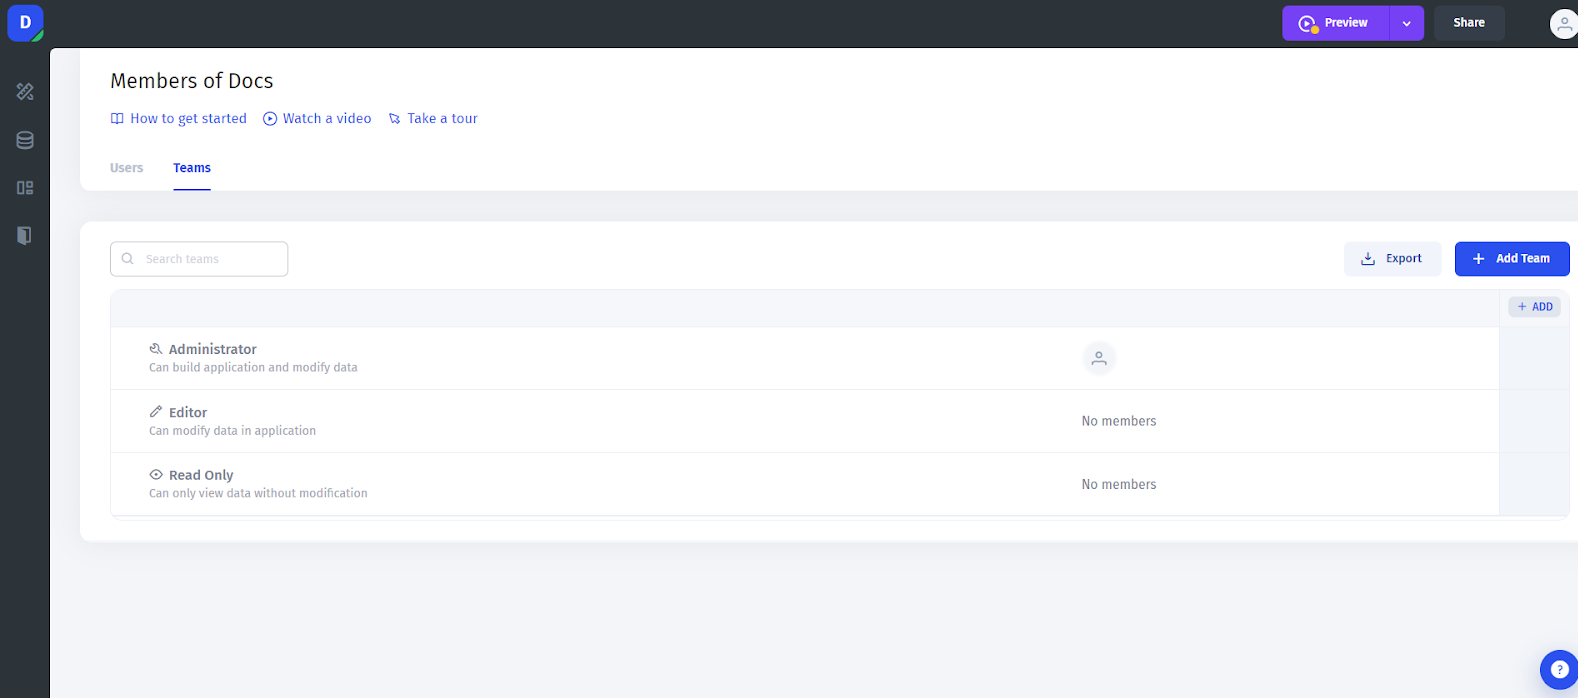 D
Preview
Share
Members of Docs
How to get started Watch a video Take a tour
Users Teams
Search teams
Export
+ Add Team
+ ADD
Administrator
Can build application and modify data
Editor
Can modify data in application
No members
Read Only
Can only view data without modification
No members
?